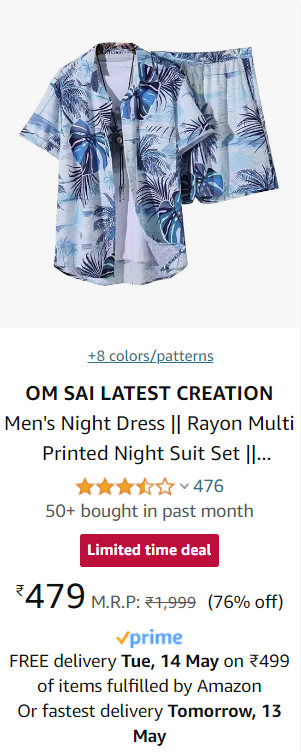 +8 colors/patterns
OM SAI LATEST CREATION
Men's Night Dress || Rayon Multi
Printed Night Suit Set ||...
476
50+ bought in past month
Limited time deal
₹479 M.R.P: ₹1,999 (76% off)
prime
FREE delivery Tue, 14 May on ₹499
of items fulfilled by Amazon
Or fastest delivery Tomorrow, 13
May